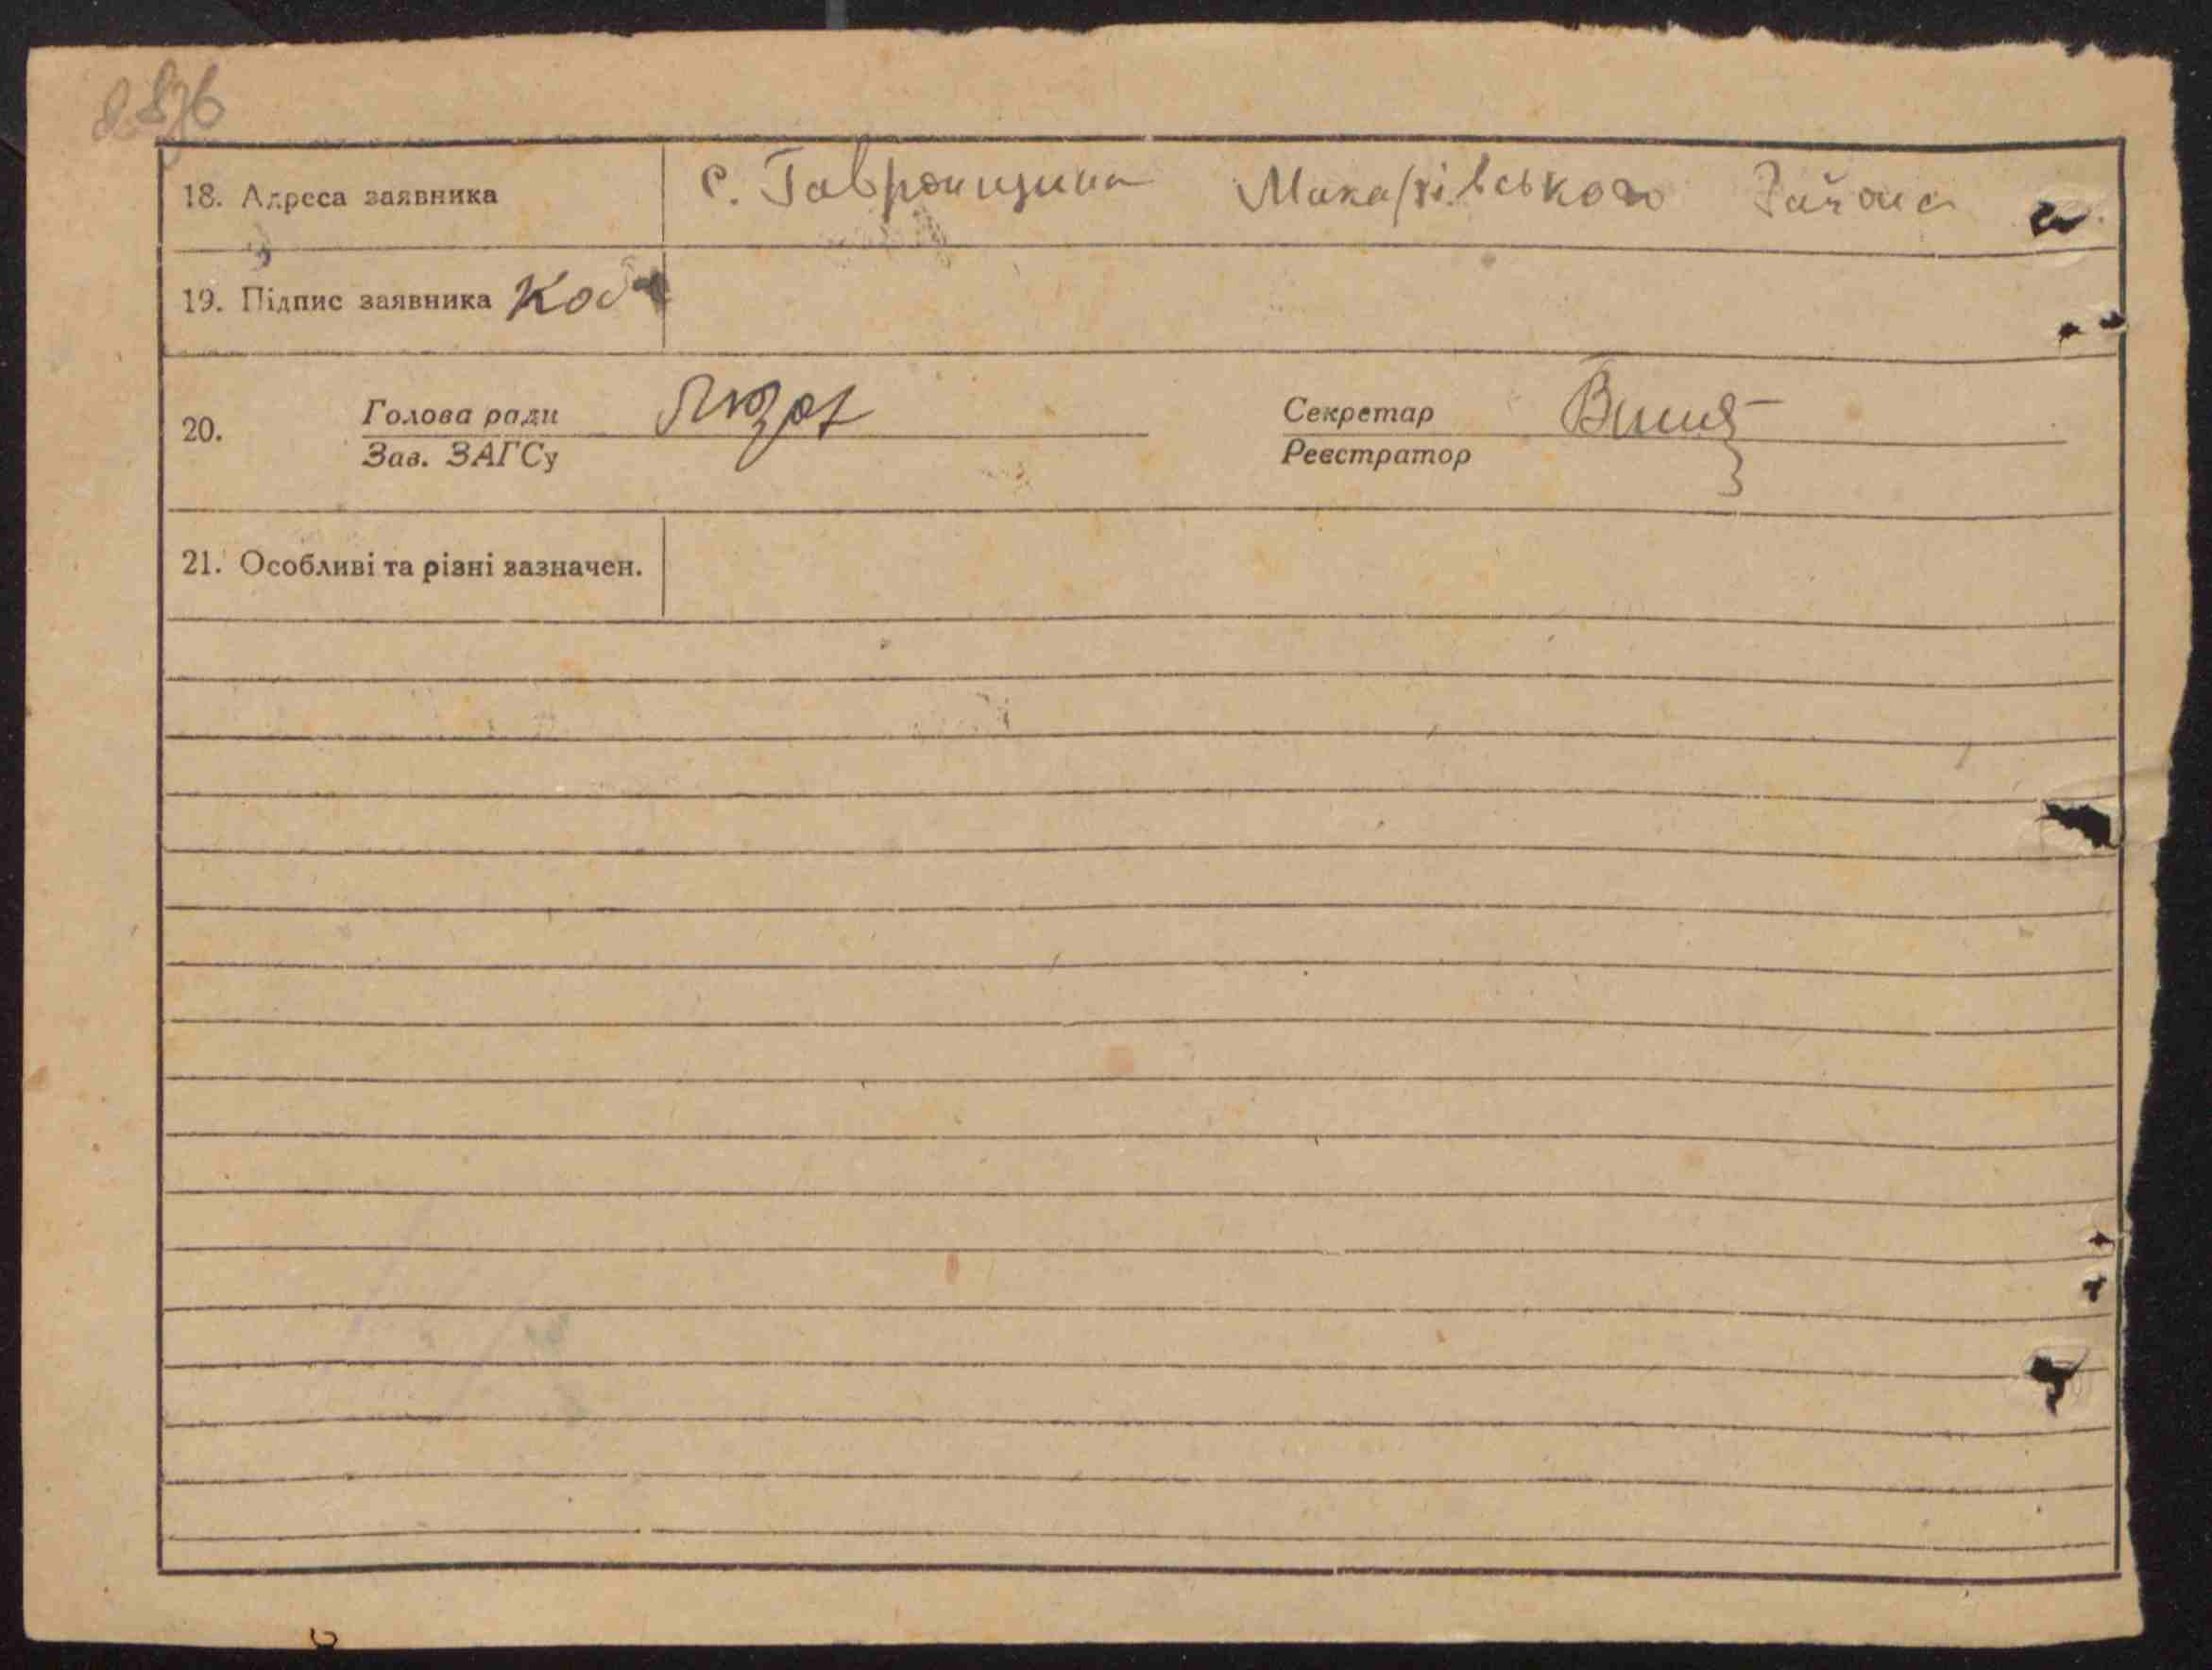 18. Адреса заявника с. Гавронщина Макарівського Району
19. Підпис заявника
20. Голова ради Секретар
Зав. ЗАГСу Реєстратор
21. Особливі та різні зазначен.